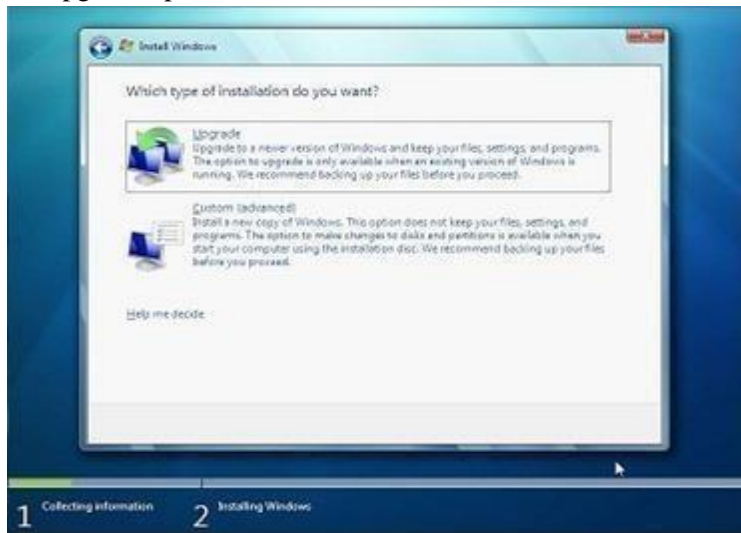 Install Windows
Which type of installation do you want?
Upgrade
Upgrade to a newer version of Windows and keep your files, settings, and programs.
The option to upgrade is only available when an existing version of Windows is
running. We recommend backing up your files before you proceed.
Custom (advanced)
Install a new copy of Windows. This option does not keep your files, settings, and
programs. The option to make changes to disks and partitions is available when you
start your computer using the installation disc. We recommend backing up your files
before you proceed.
Help me decide
1 Collecting information 2 Installing Windows